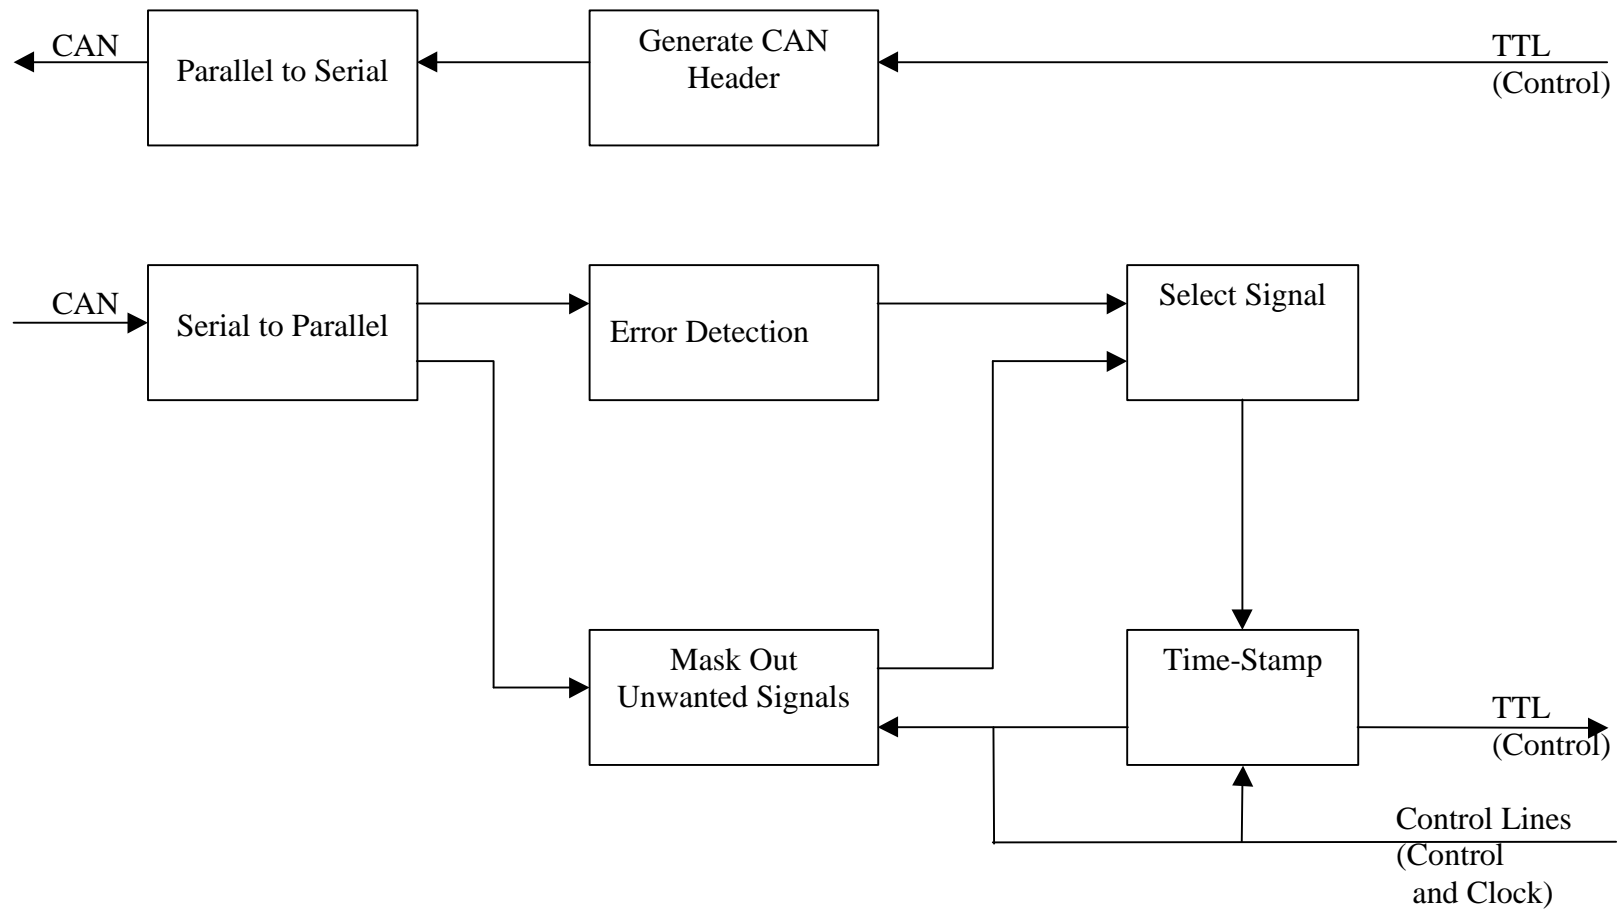 CAN
Parallel to Serial
Generate CAN
Header
TTL
(Control)
CAN
Serial to Parallel
Error Detection
Select Signal
Mask Out
Unwanted Signals
Time-Stamp
TTL
(Control)
Control Lines
(Control
and Clock)